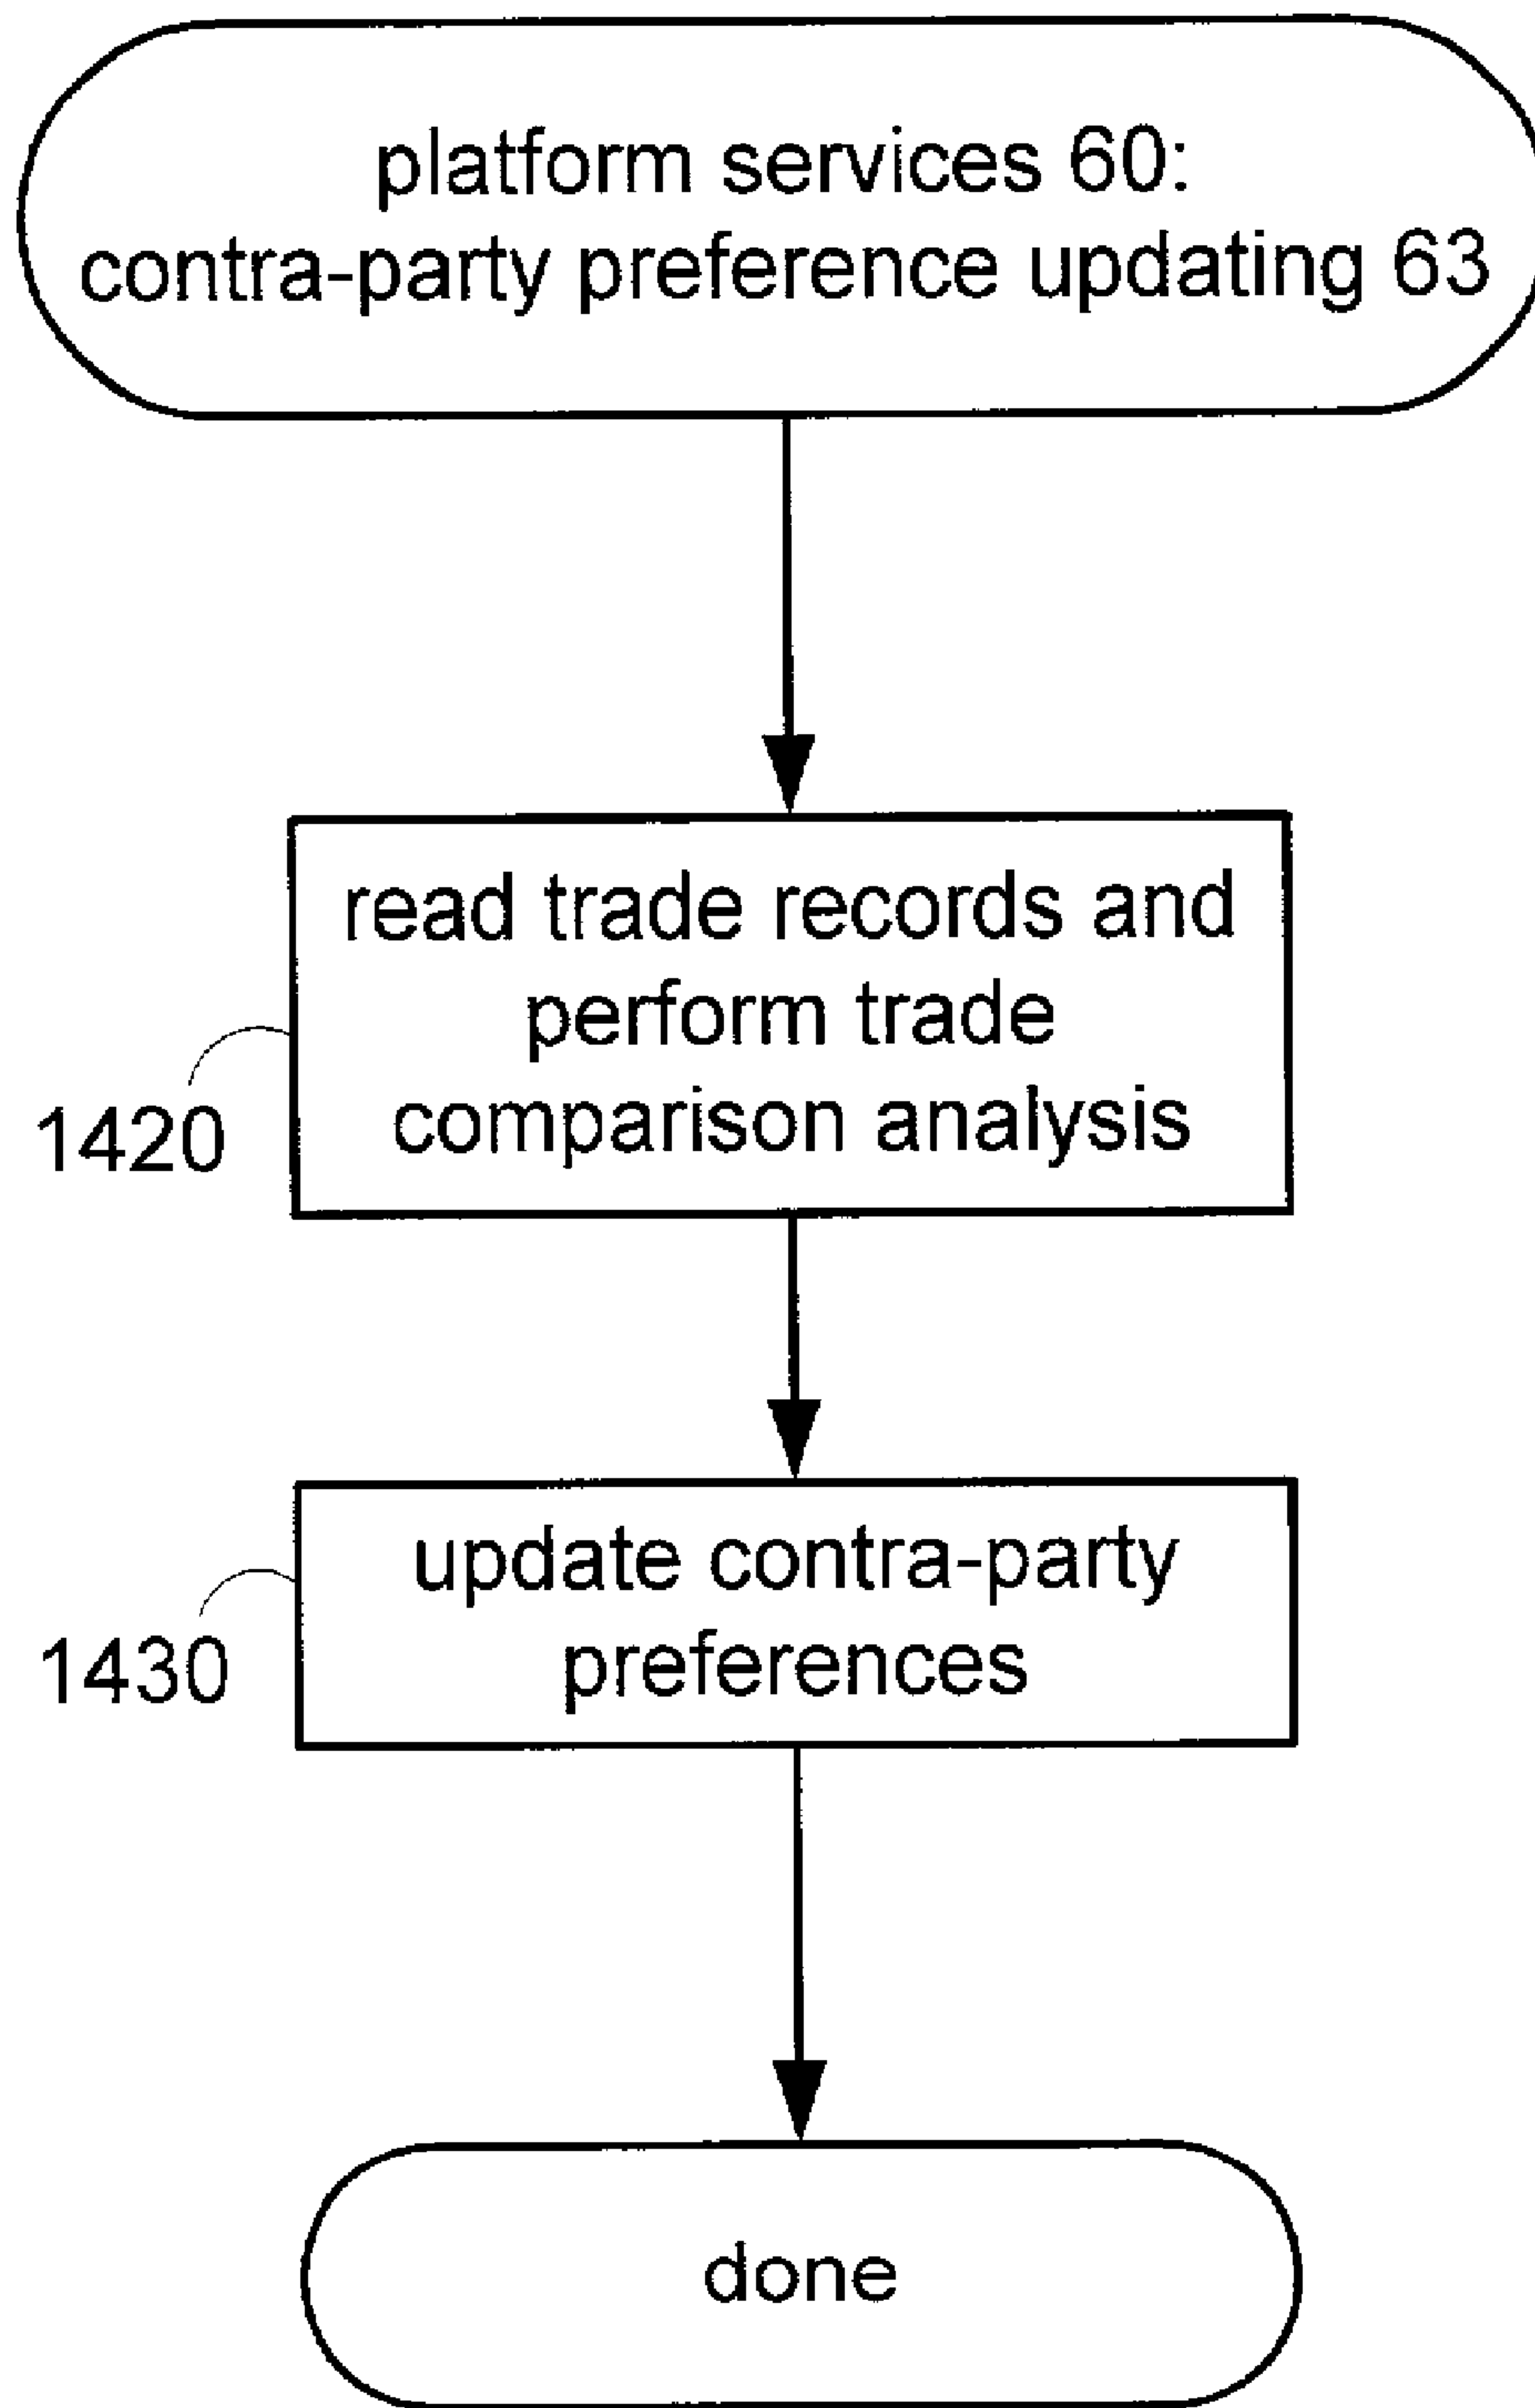 platform services 60:
contra-party preference updating 63
read trade records and
perform trade
comparison analysis
1420
update contra-party
preferences
1430
done